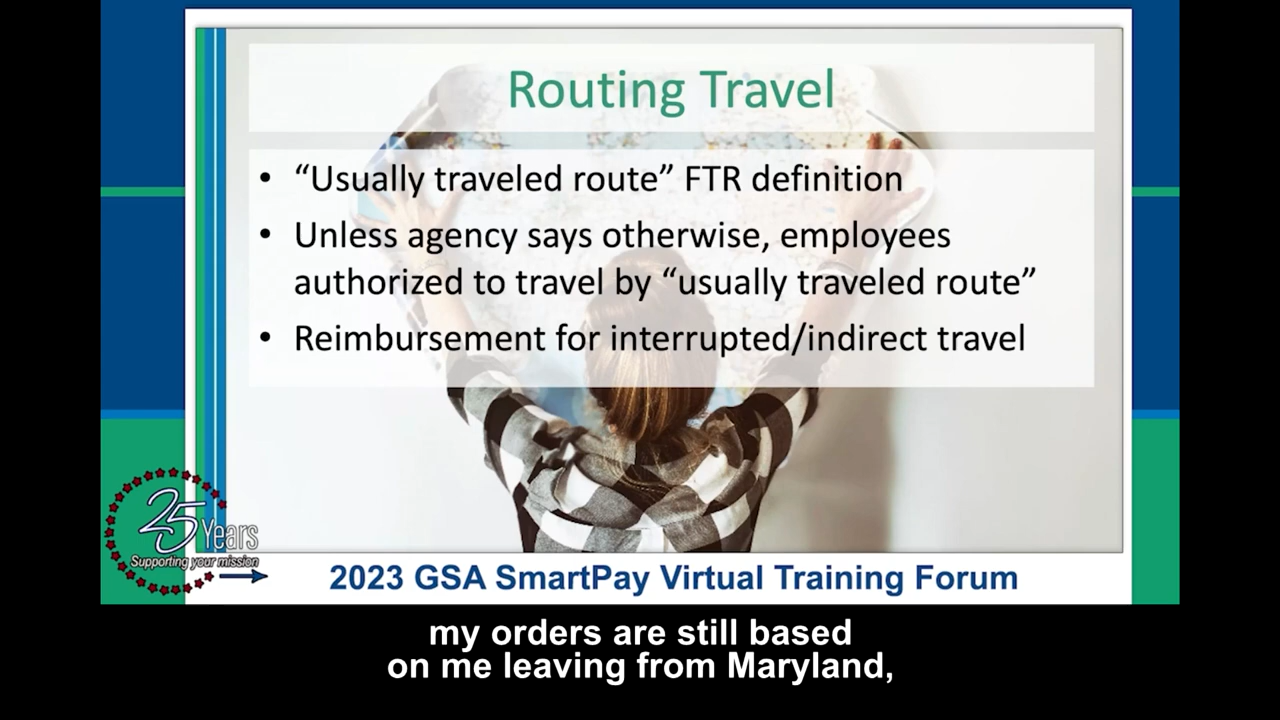 Routing Travel
• “Usually traveled route” FTR definition
• Unless agency says otherwise, employees
authorized to travel by “usually traveled route”
• Reimbursement for interrupted/indirect travel
25 Years
Supporting your mission
2023 GSA SmartPay Virtual Training Forum
my orders are still based
on me leaving from Maryland,